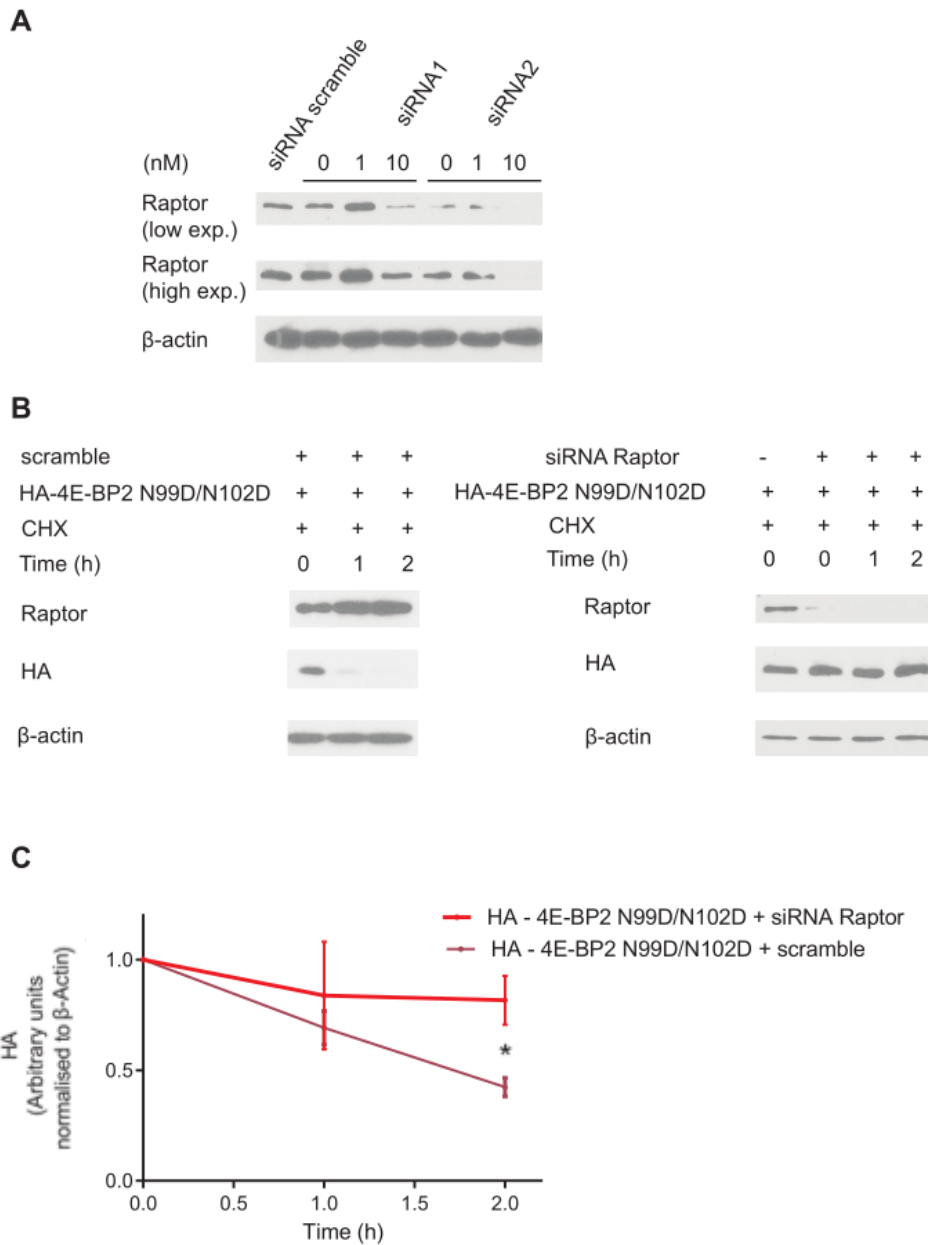 A
siRNA scramble siRNA1 siRNA2
(nM) 0 1 10 0 1 10
Raptor
(low exp.)
Raptor
(high exp.)
β-actin
B
scramble + + +
HA-4E-BP2 N99D/N102D + + +
CHX + + +
Time (h) 0 1 2
Raptor
HA
β-actin
siRNA Raptor - + + +
HA-4E-BP2 N99D/N102D + + + +
CHX + + + +
Time (h) 0 0 1 2
Raptor
HA
β-actin
C
HA - 4E-BP2 N99D/N102D + siRNA Raptor
HA - 4E-BP2 N99D/N102D + scramble
HA
(Arbitrary units
normalised to β-Actin)
1.0
0.5
0.0
*
0.0 0.5 1.0 1.5 2.0
Time (h)